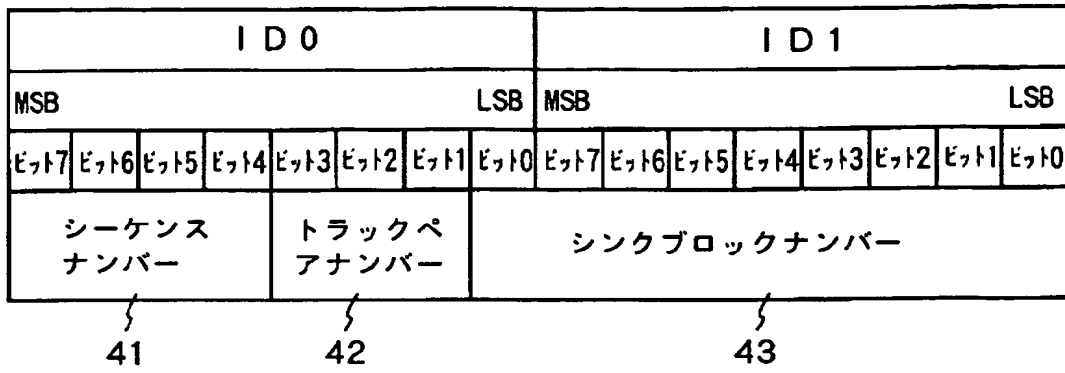 ID0 ID1
MSB LSB MSB LSB
ビット7 ビット6 ビット5 ビット4 ビット3 ビット2 ビット1 ビット0 ビット7 ビット6 ビット5 ビット4 ビット3 ビット2 ビット1 ビット0
シーケンス
ナンバー
トラックペ
アナンバー
シンクブロックナンバー
41 42 43